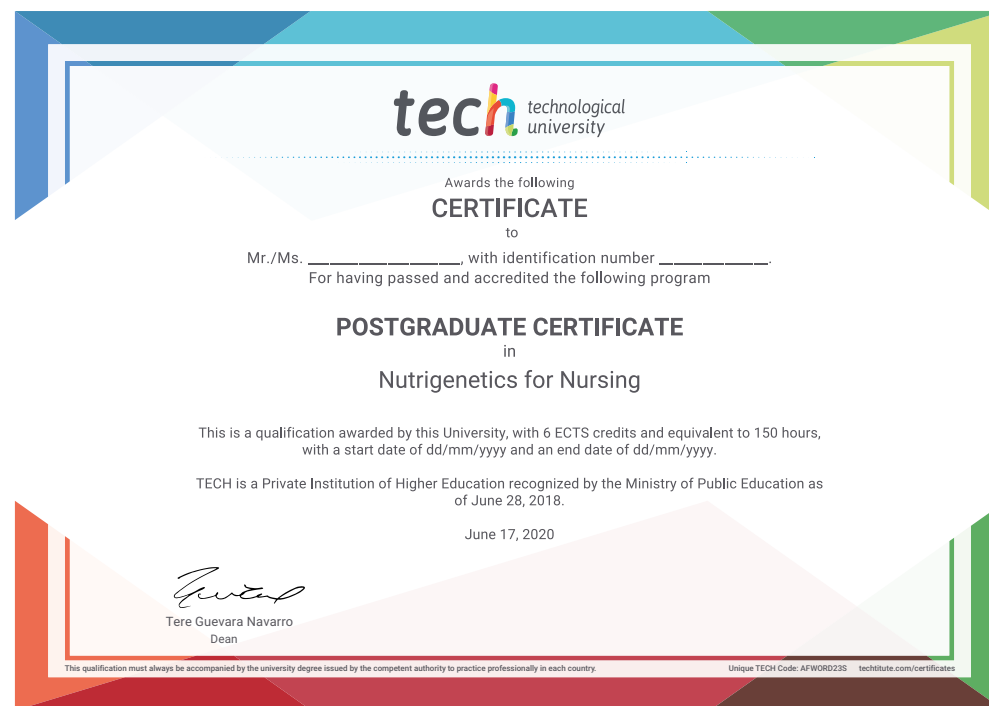 tech technological university
Awards the following
CERTIFICATE
to
Mr./Ms. ____________________, with identification number ______________.
For having passed and accredited the following program
POSTGRADUATE CERTIFICATE
in
Nutrigenetics for Nursing
This is a qualification awarded by this University, with 6 ECTS credits and equivalent to 150 hours,
with a start date of dd/mm/yyyy and an end date of dd/mm/yyyy.
TECH is a Private Institution of Higher Education recognized by the Ministry of Public Education as
of June 28, 2018.
June 17, 2020
Tere Guevara Navarro
Dean
This qualification must always be accompanied by the university degree issued by the competent authority to practice professionally in each country.
Unique TECH Code: AFWORD23S techtitute.com/certificates